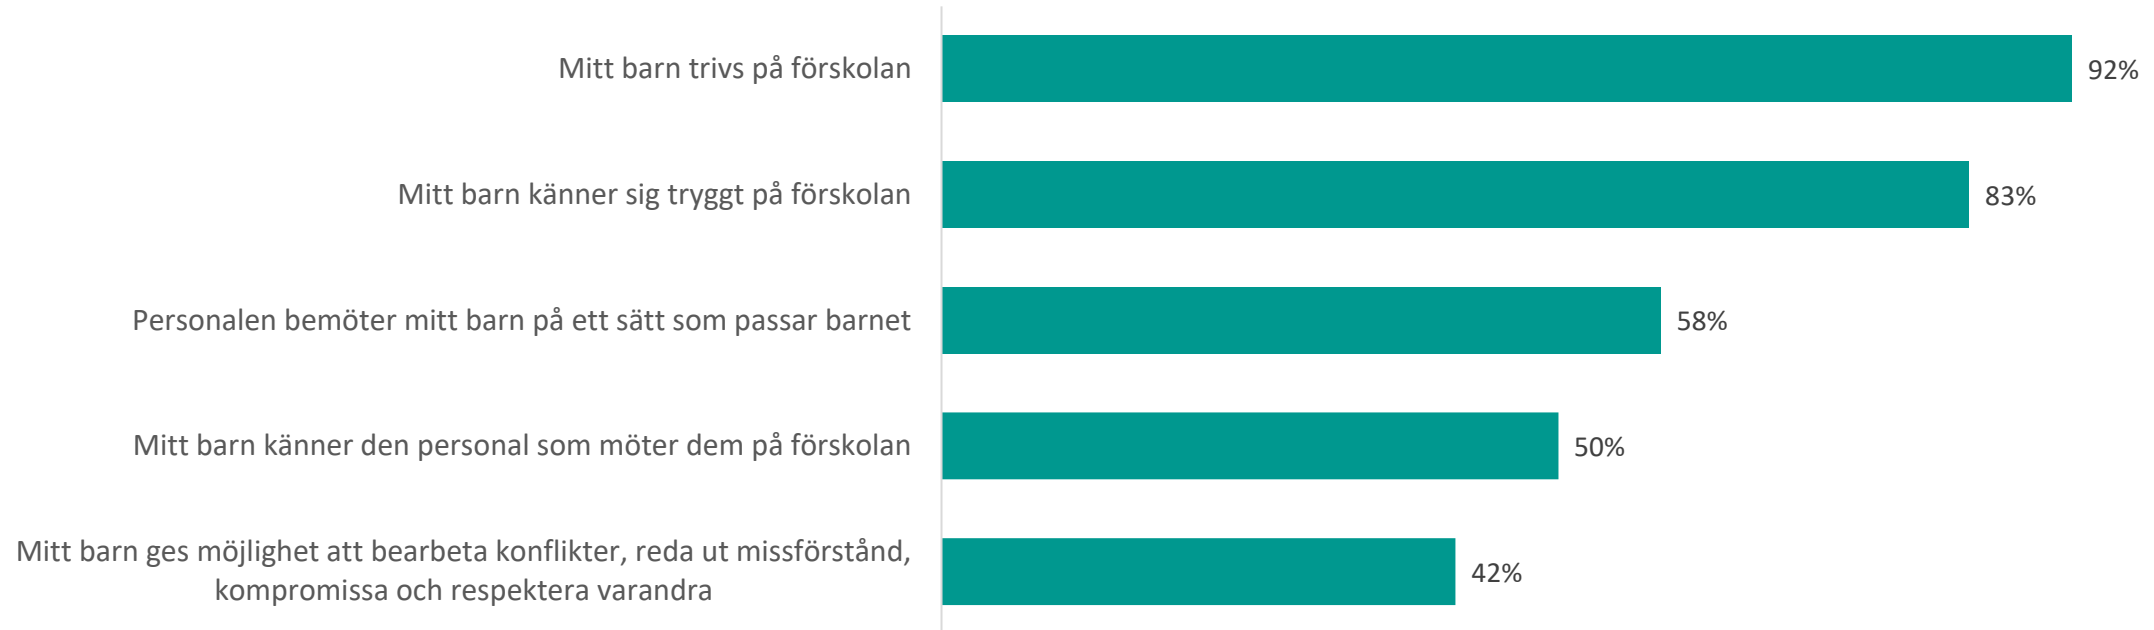 Mitt barn trivs på förskolan
92%
Mitt barn känner sig tryggt på förskolan
83%
Personalen bemöter mitt barn på ett sätt som passar barnet
58%
Mitt barn känner den personal som möter dem på förskolan
50%
Mitt barn ges möjlighet att bearbeta konflikter, reda ut missförstånd,
kompromissa och respektera varandra
42%